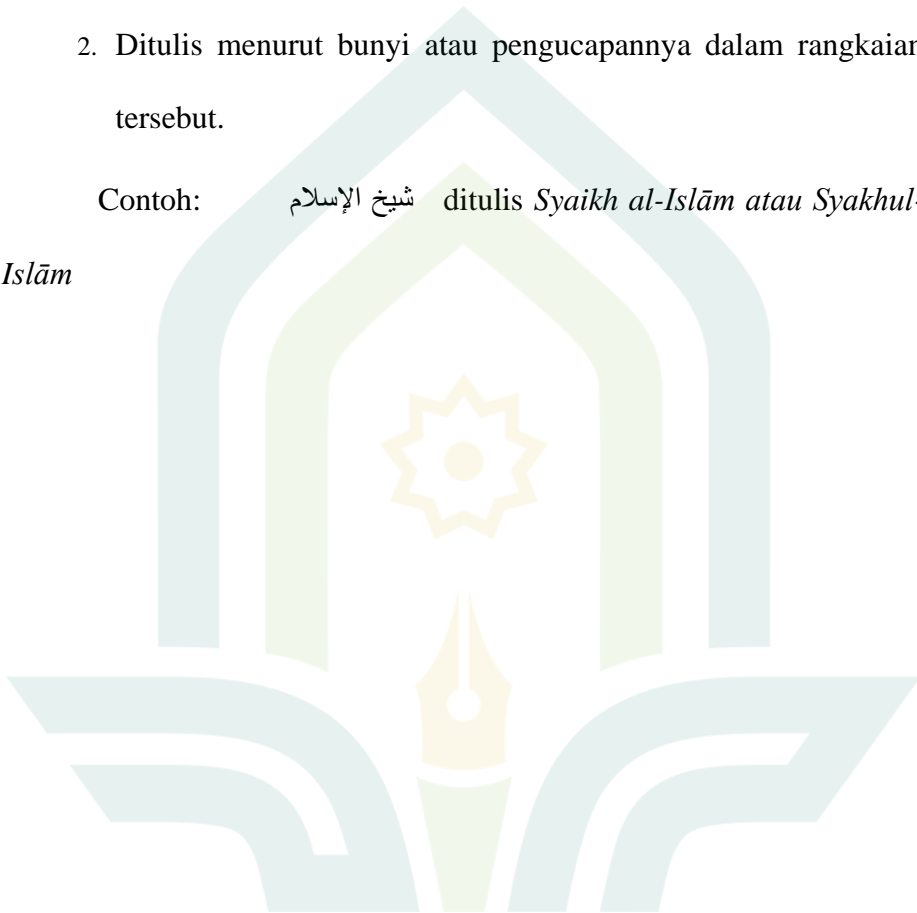 2. Ditulis menurut bunyi atau pengucapannya dalam rangkaian
tersebut.
Contoh: شيخ الإسلام ditulis Syaikh al-Islām atau Syakhul-
Islām